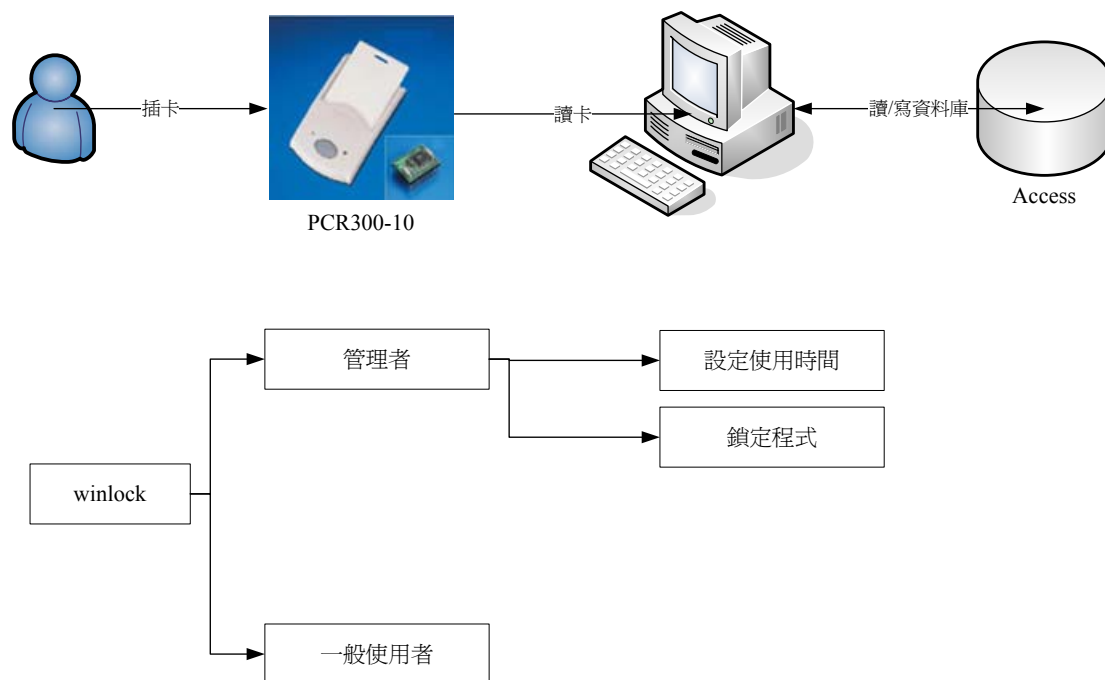 插卡
讀卡
讀/寫資料庫
PCR300-10
Access
管理者
設定使用時間
鎖定程式
winlock
一般使用者